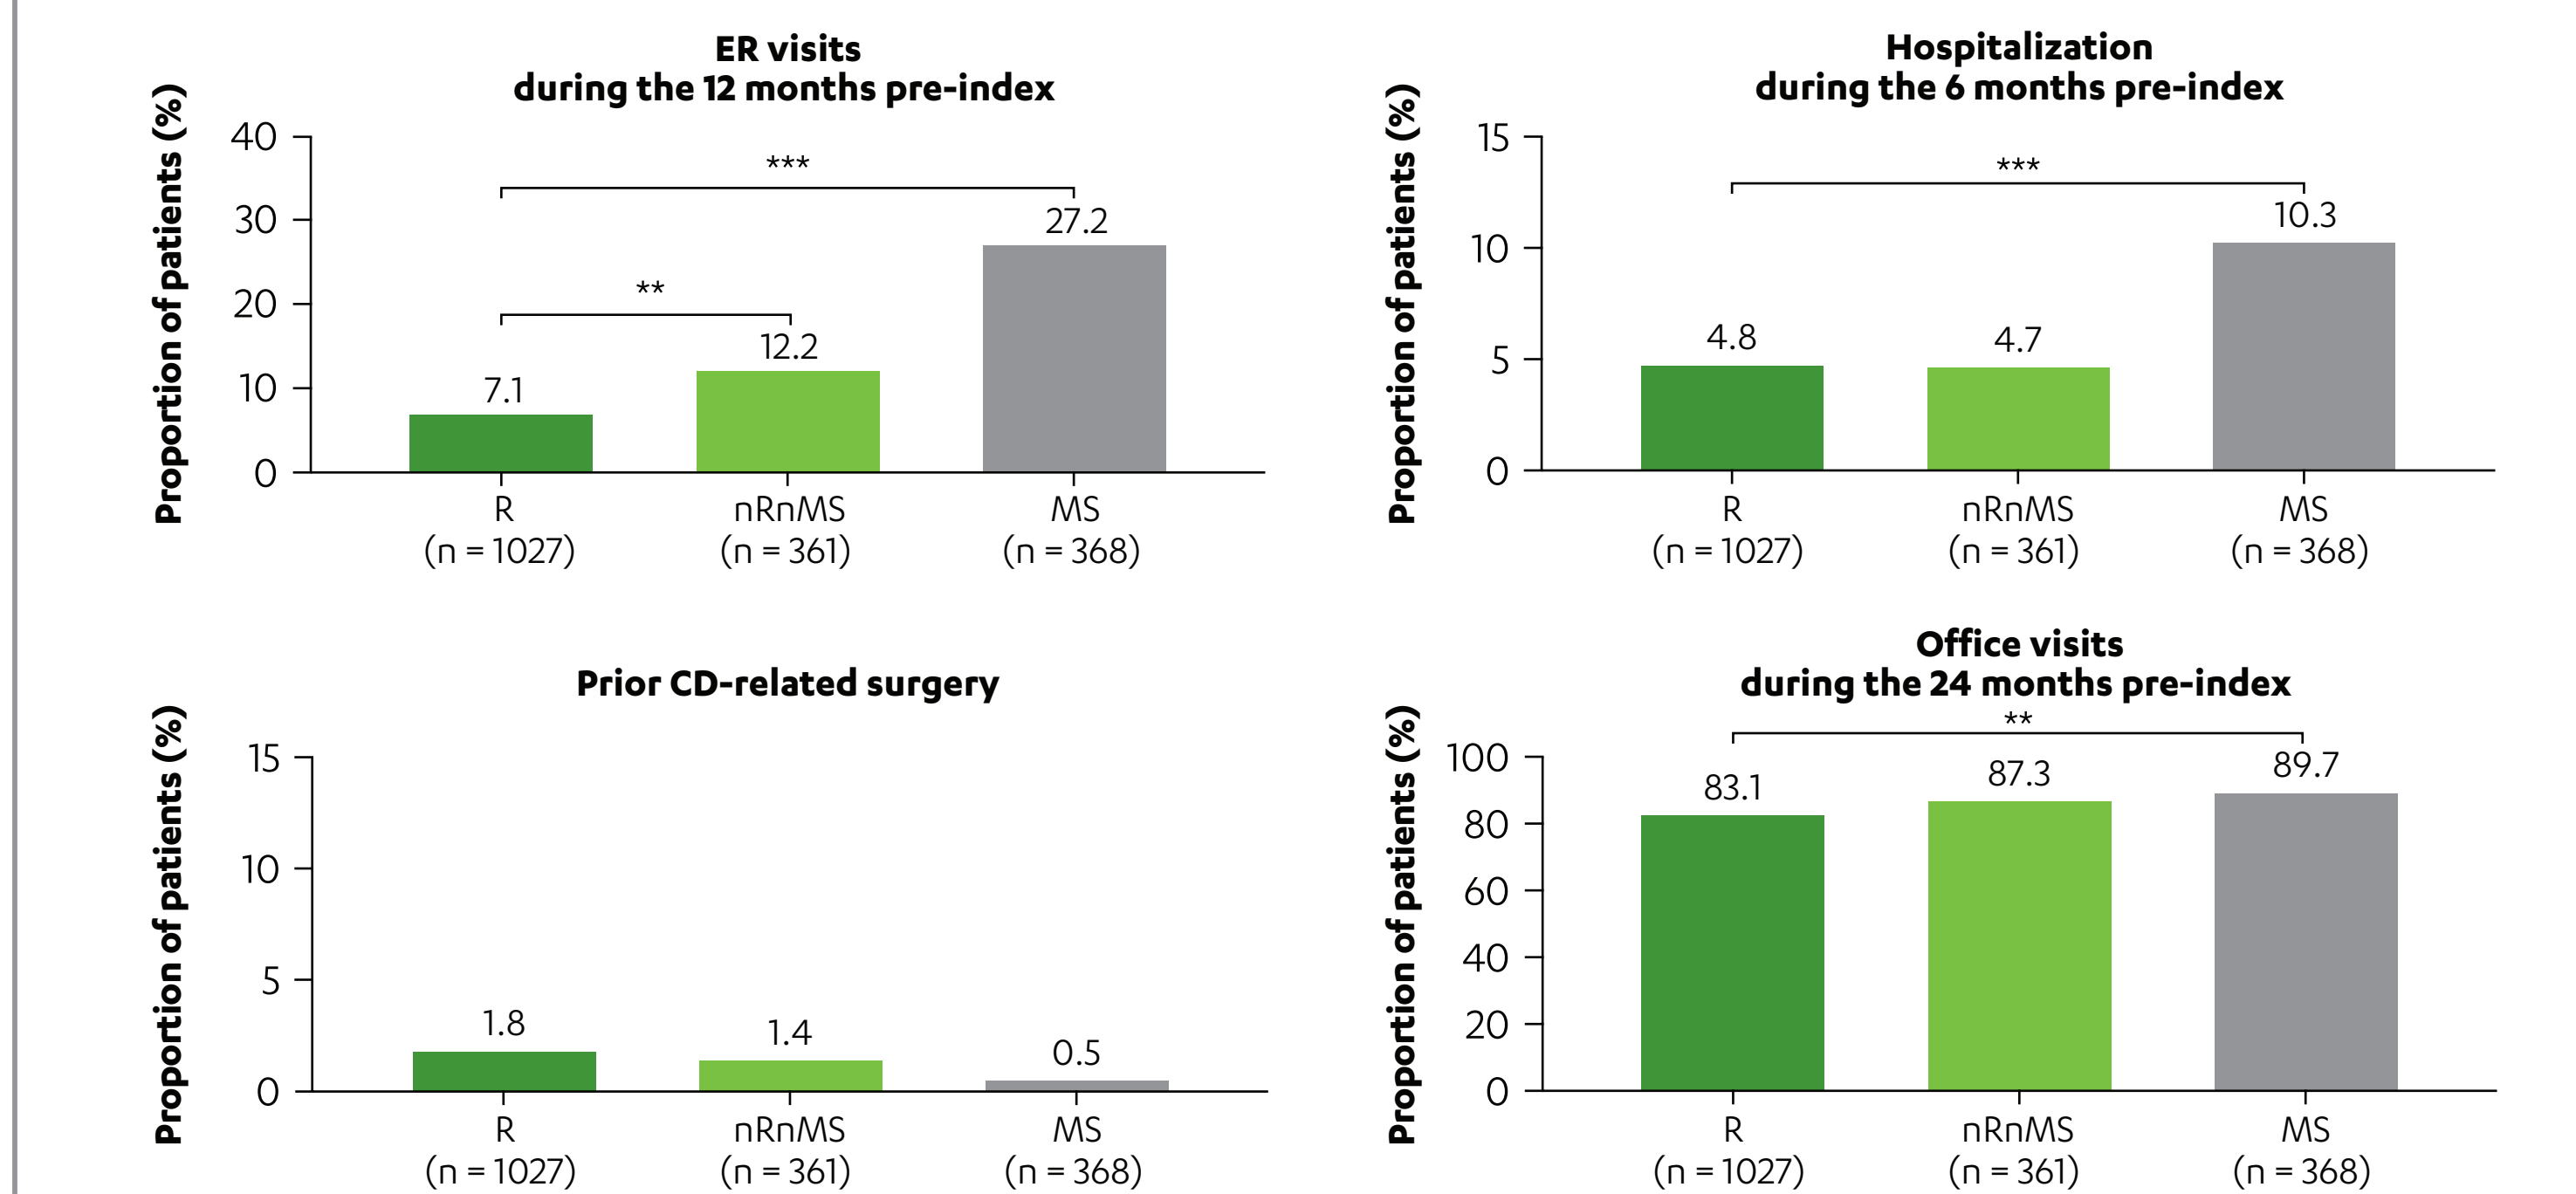 ER visits
during the 12 months pre-index
Proportion of patients (%)
40
30
20
10
0
***
**
7.1
12.2
27.2
R
nRnMS
MS
(n = 1027)
(n = 361)
(n = 368)
Hospitalization
during the 6 months pre-index
Proportion of patients (%)
15
10
5
0
***
4.8
4.7
10.3
R
nRnMS
MS
(n = 1027)
(n = 361)
(n = 368)
Prior CD-related surgery
Proportion of patients (%)
15
10
5
0
1.8
1.4
0.5
R
nRnMS
MS
(n = 1027)
(n = 361)
(n = 368)
Office visits
during the 24 months pre-index
Proportion of patients (%)
100
80
60
40
20
0
**
83.1
87.3
89.7
R
nRnMS
MS
(n = 1027)
(n = 361)
(n = 368)